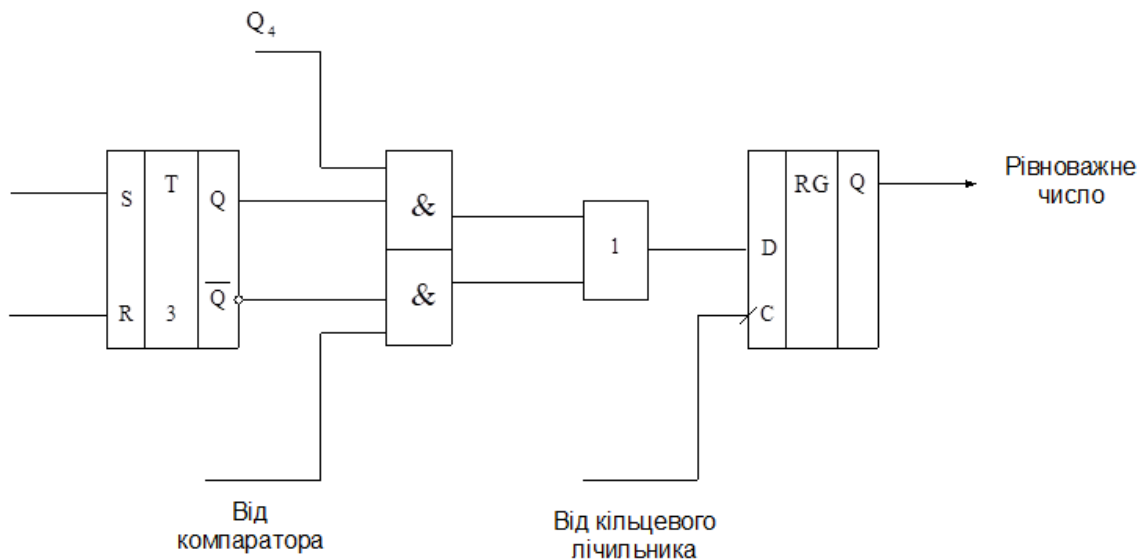 Q₄
S T Q
R 3 Q̅
&
&
1
D RG Q
C
Рівноважне
число
Від
компаратора
Від кільцевого
лічильника